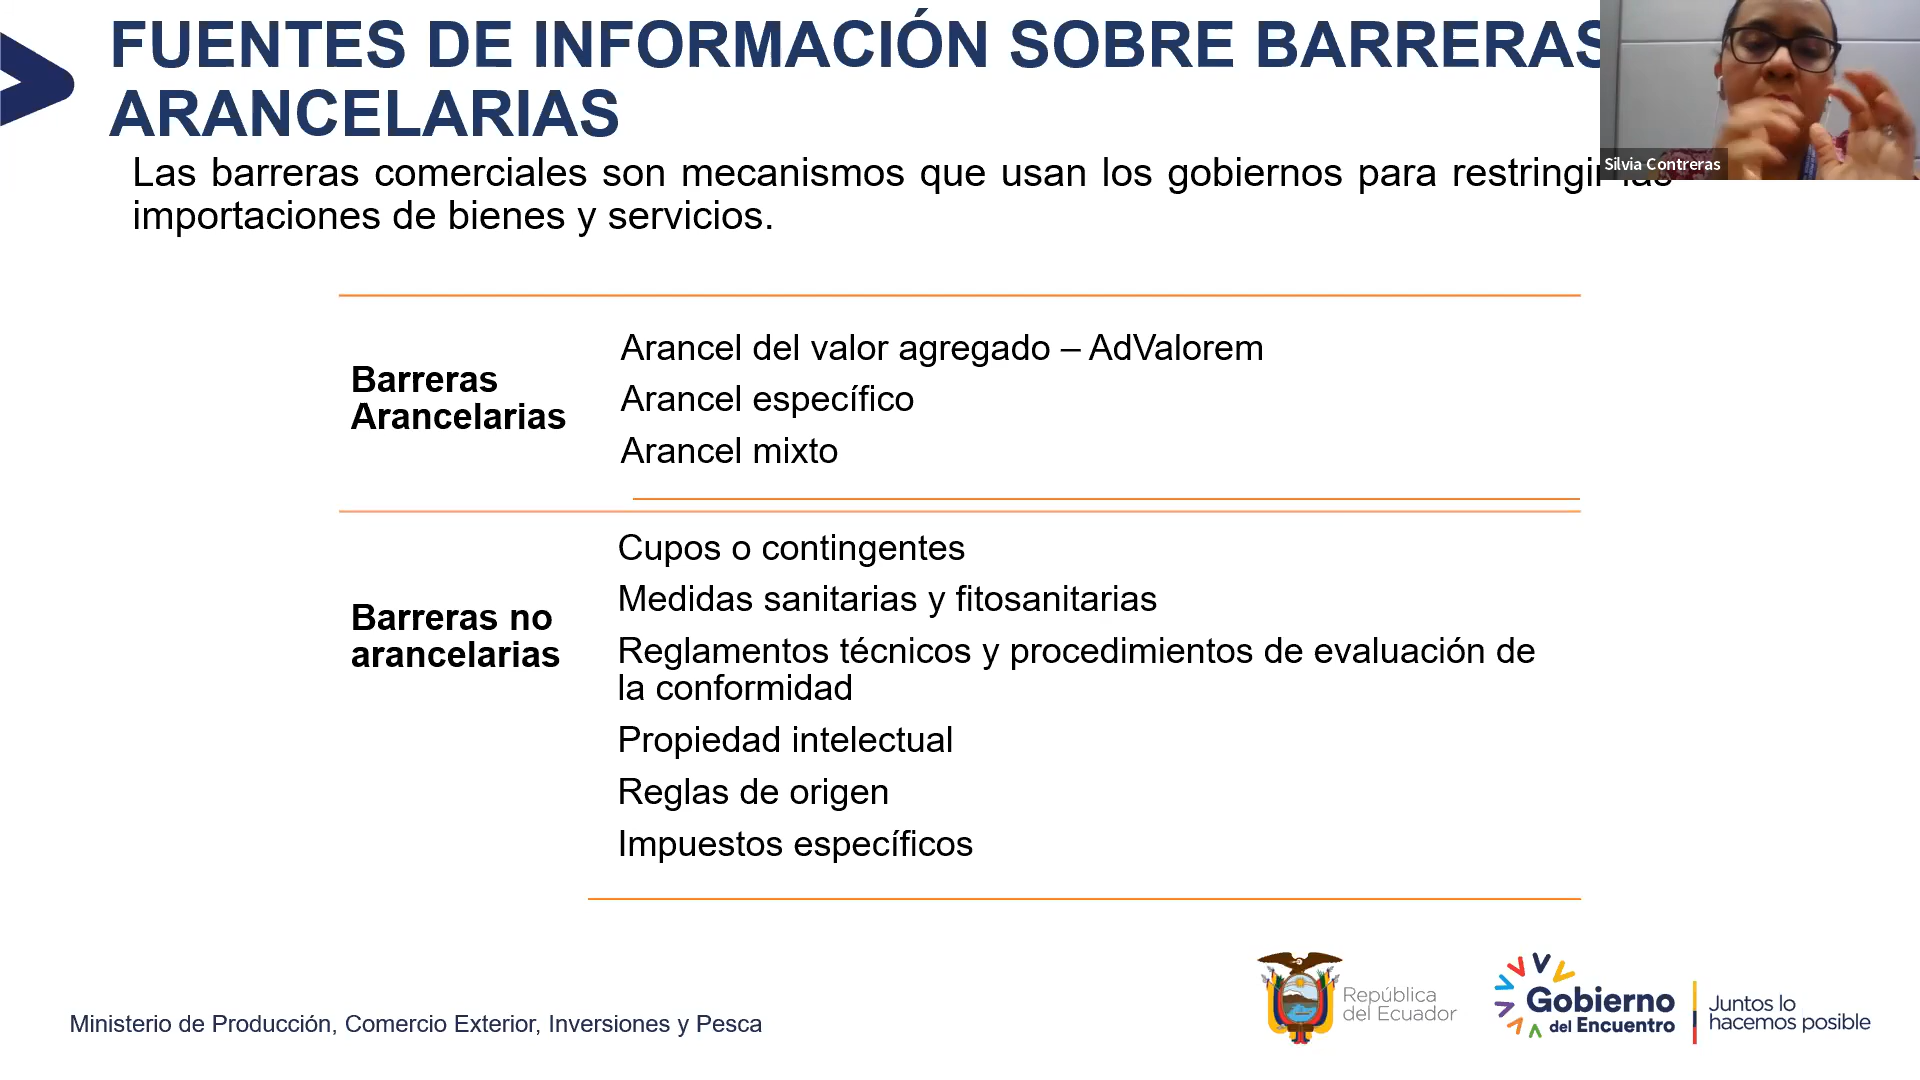 FUENTES DE INFORMACIÓN SOBRE BARRERAS
ARANCELARIAS
Silvia Contreras
Las barreras comerciales son mecanismos que usan los gobiernos para restringir las
importaciones de bienes y servicios.
Barreras
Arancelarias
Arancel del valor agregado – AdValorem
Arancel específico
Arancel mixto
Barreras no
arancelarias
Cupos o contingentes
Medidas sanitarias y fitosanitarias
Reglamentos técnicos y procedimientos de evaluación de
la conformidad
Propiedad intelectual
Reglas de origen
Impuestos específicos
Ministerio de Producción, Comercio Exterior, Inversiones y Pesca
República
del Ecuador
Gobierno
del Encuentro
Juntos lo
hacemos posible